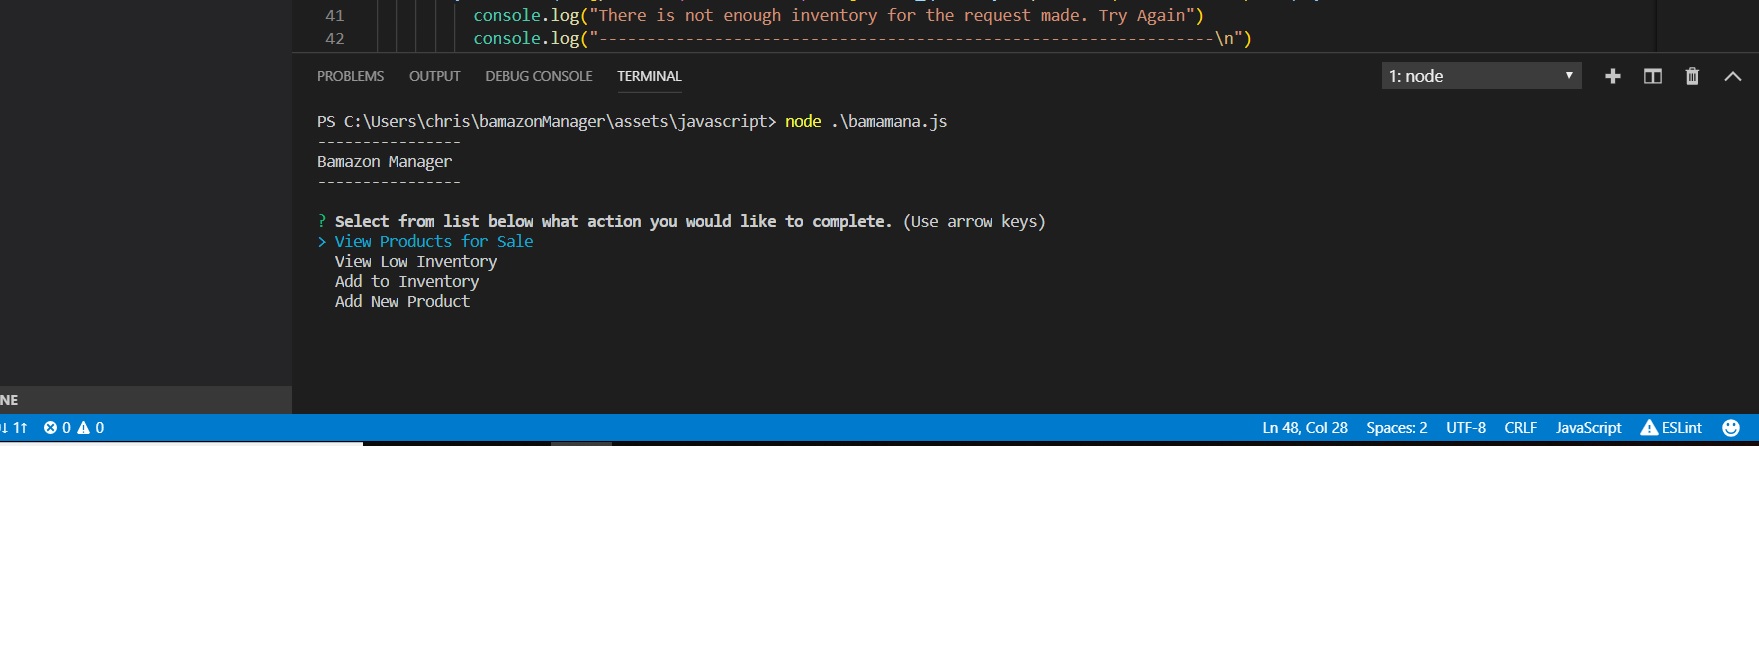 41 console.log("There is not enough inventory for the request made. Try Again")
42 console.log("----------------------------------------------------------------\n")
PROBLEMS OUTPUT DEBUG CONSOLE TERMINAL 1: node
PS C:\Users\chris\bamazonManager\assets\javascript> node .\bamamana.js
----------------
Bamazon Manager
----------------
? Select from list below what action you would like to complete. (Use arrow keys)
> View Products for Sale
View Low Inventory
Add to Inventory
Add New Product
NE
1↑ 0 0 Ln 48, Col 28 Spaces: 2 UTF-8 CRLF JavaScript ESLint